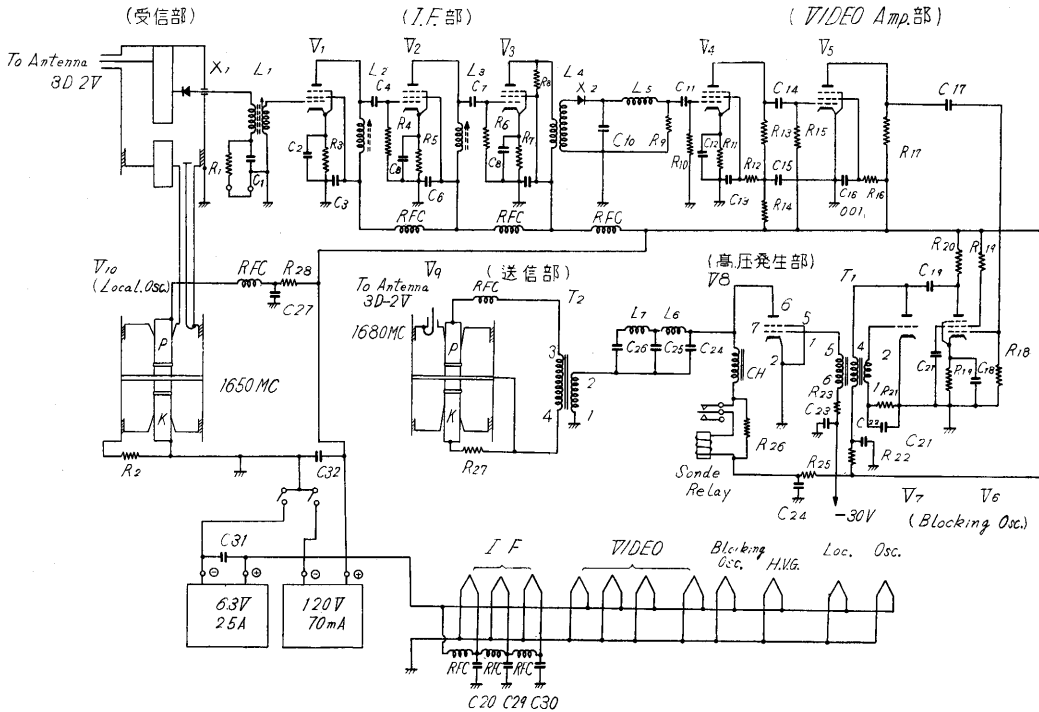 (受信部)
(I.F.部)
(VIDEO Amp.部)
To Antenna
3D 2V
X1
L1
V1
V2
V3
V4
V5
L2
L3
L4
X2
L5
C4
C7
C11
C14
C17
R8
R1
C1
C2
R3
C3
R4
R5
C8
C6
R6
R7
C8
C10
R9
R10
C12
R11
R12
C13
R13
R14
R15
C15
C16
001
R16
R17
RFC
RFC
RFC
V10
(Local.Osc.)
RFC
R28
C27
P
K
1650MC
R2
C32
V9
(送信部)
To Antenna
3D-2V
1680MC
RFC
T2
P
K
3
4
2
1
R27
L7
L6
C26
C25
C24
(高圧発生部)
V8
6
7
5
1
2
CH
R26
Sonde
Relay
C24
R25
5
6
R23
C23
-30V
T1
4
2
1
R21
C22
C21
R22
C19
R20
R19
C21
R19
C18
R18
V7
V6
(Blocking Osc.)
C31
⊖
⊕
⊖
⊕
6.3V
2.5A
120V
70mA
IF
VIDEO
Blocking
Osc.
H.V.G.
Loc. Osc.
RFC
RFC
RFC
C20
C29
C30